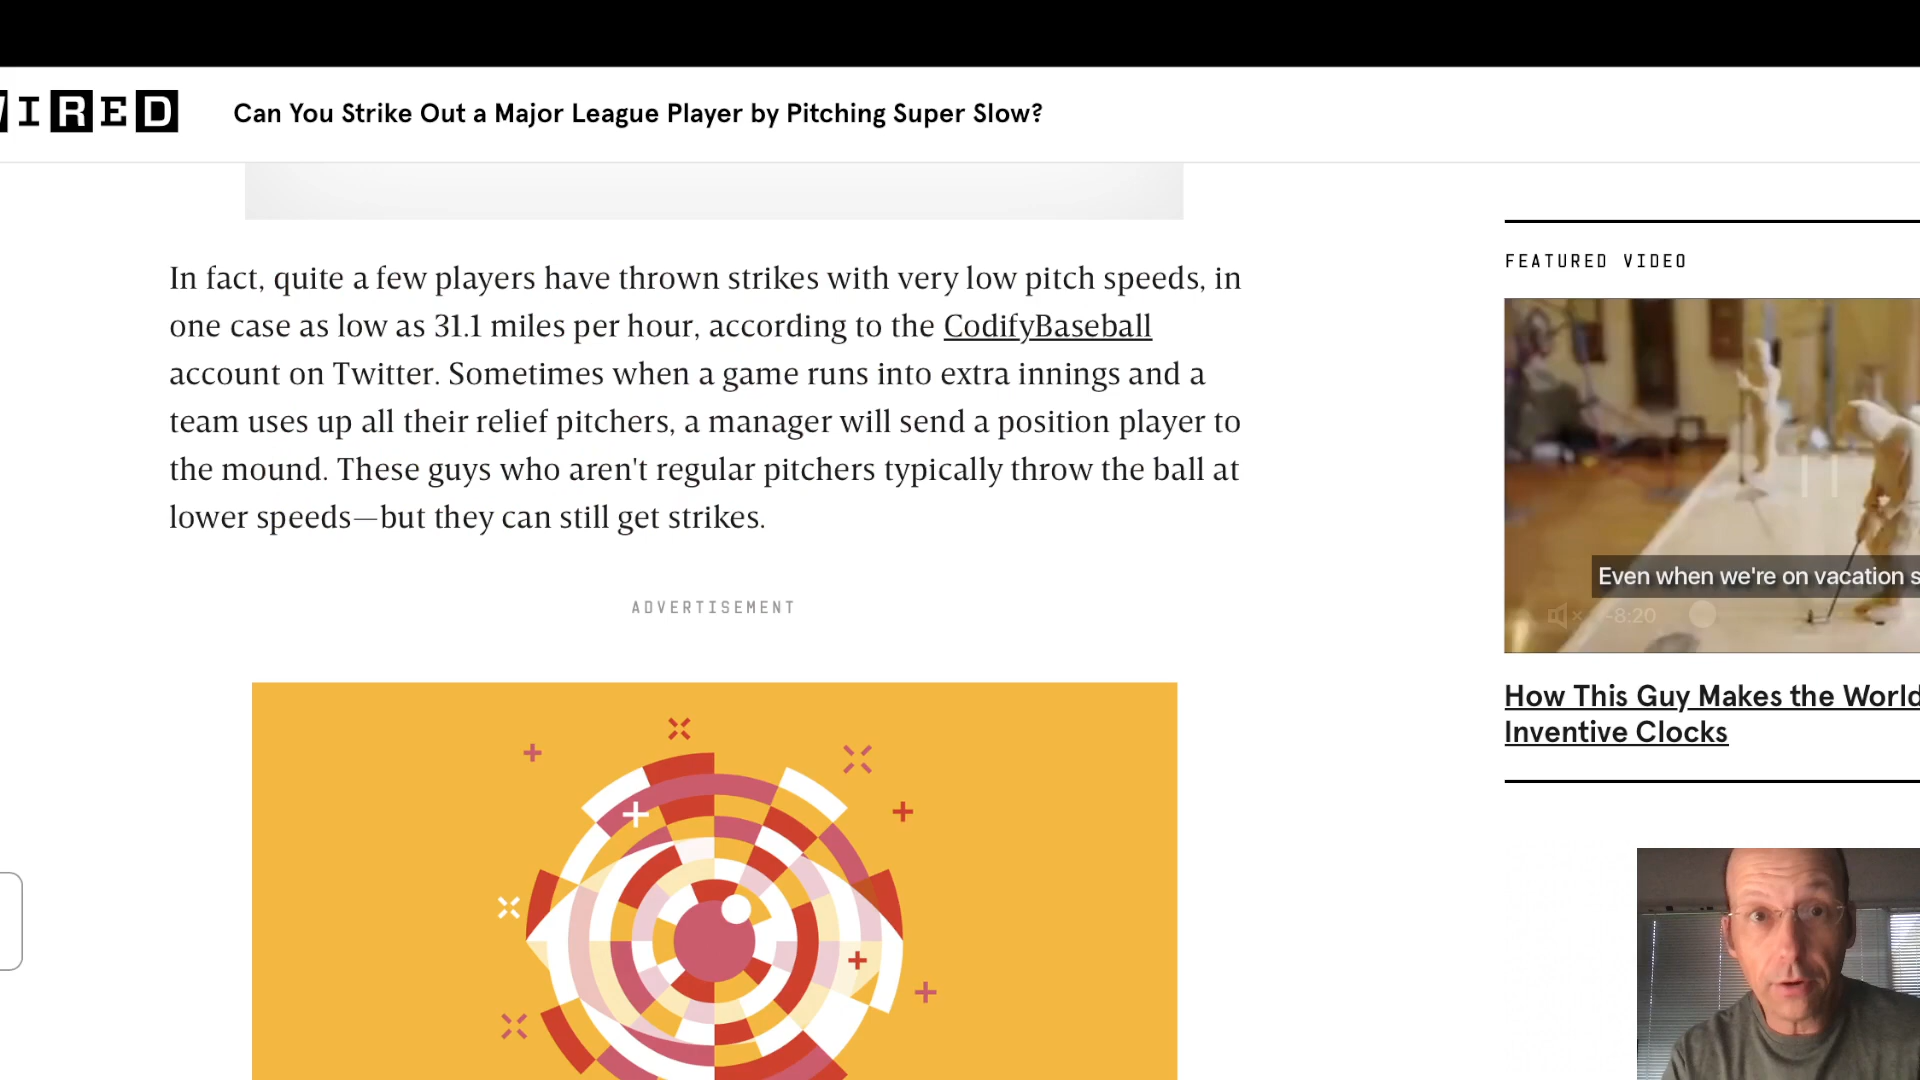 WIRED
Can You Strike Out a Major League Player by Pitching Super Slow?
In fact, quite a few players have thrown strikes with very low pitch speeds, in
one case as low as 31.1 miles per hour, according to the CodifyBaseball
account on Twitter. Sometimes when a game runs into extra innings and a
team uses up all their relief pitchers, a manager will send a position player to
the mound. These guys who aren't regular pitchers typically throw the ball at
lower speeds—but they can still get strikes.
ADVERTISEMENT
FEATURED VIDEO
Even when we're on vacation s
-8:20
How This Guy Makes the World
Inventive Clocks